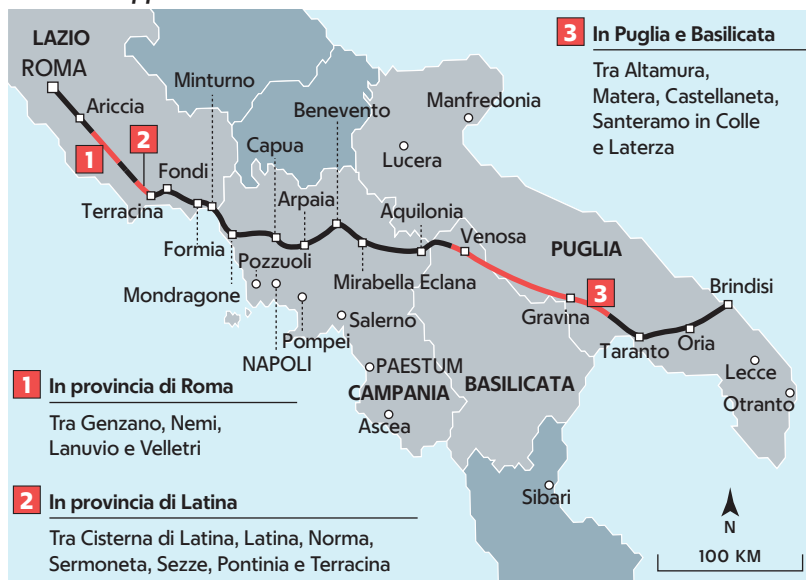 LAZIO
ROMA
Ariccia
1
2
Fondi
Terracina
Formia
Minturno
Mondragone
Capua
Pozzuoli
NAPOLI
Pompei
Arpaia
Benevento
Mirabella Eclana
Salerno
PAESTUM
CAMPANIA
Ascea
Aquilonia
Lucera
Manfredonia
Venosa
PUGLIA
BASILICATA
Gravina
3
Taranto
Oria
Brindisi
Lecce
Otranto
Sibari
3 In Puglia e Basilicata
Tra Altamura,
Matera, Castellaneta,
Santeramo in Colle
e Laterza
1 In provincia di Roma
Tra Genzano, Nemi,
Lanuvio e Velletri
2 In provincia di Latina
Tra Cisterna di Latina, Latina, Norma,
Sermoneta, Sezze, Pontinia e Terracina
N
100 KM